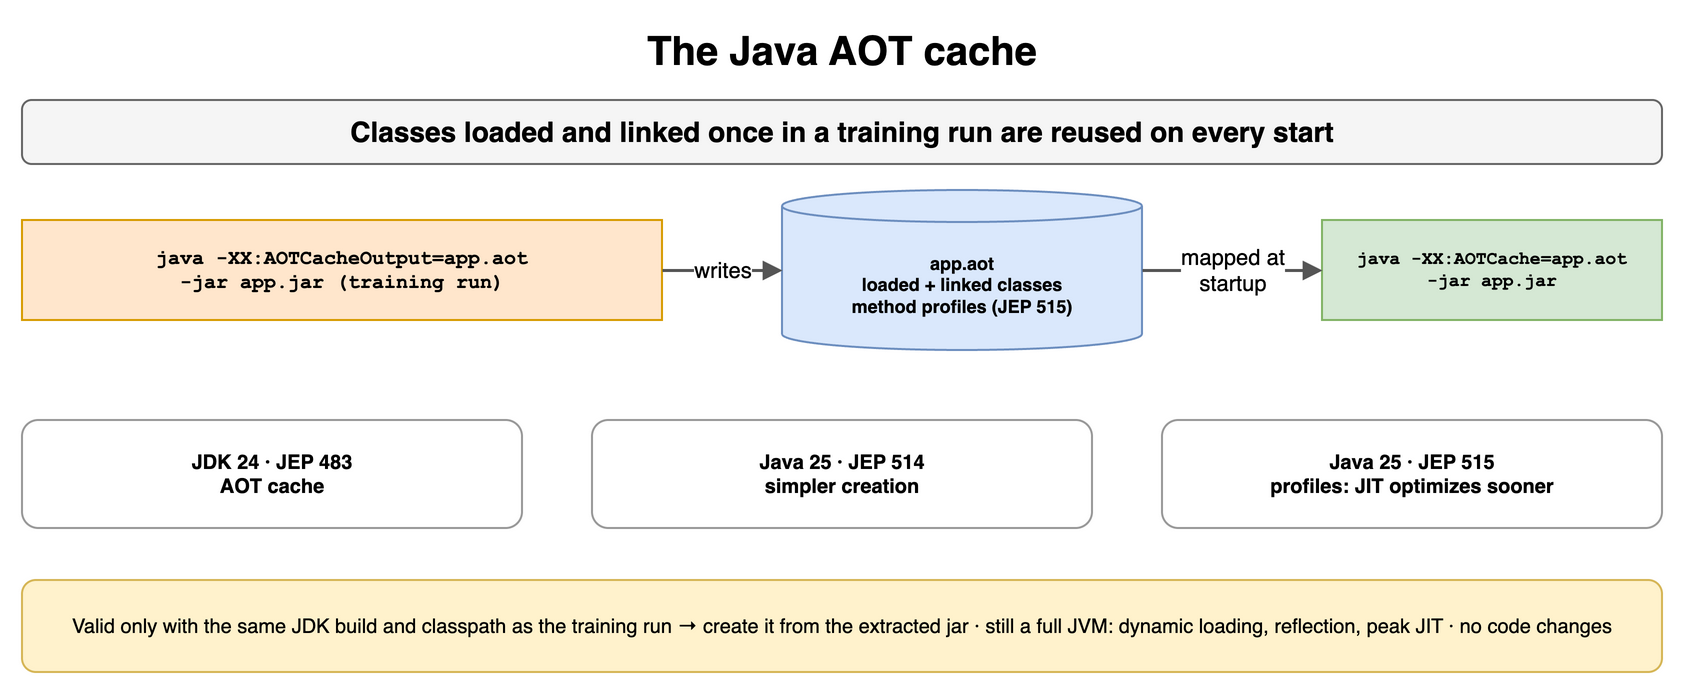 The Java AOT cache
Classes loaded and linked once in a training run are reused on every start
java -XX:AOTCacheOutput=app.aot
-jar app.jar (training run)
writes
app.aot
loaded + linked classes
method profiles (JEP 515)
mapped at
startup
java -XX:AOTCache=app.aot
-jar app.jar
JDK 24 · JEP 483
AOT cache
Java 25 · JEP 514
simpler creation
Java 25 · JEP 515
profiles: JIT optimizes sooner
Valid only with the same JDK build and classpath as the training run → create it from the extracted jar · still a full JVM: dynamic loading, reflection, peak JIT · no code changes